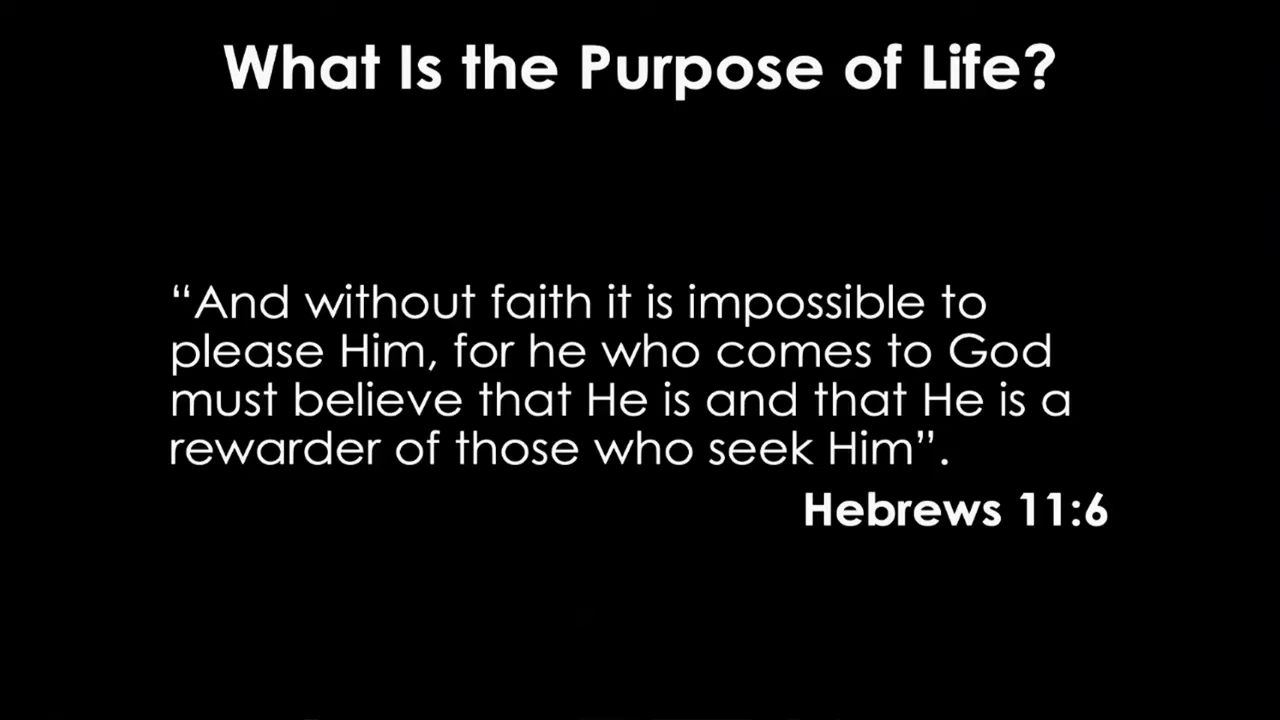 What Is the Purpose of Life?
“And without faith it is impossible to
please Him, for he who comes to God
must believe that He is and that He is a
rewarder of those who seek Him”.
Hebrews 11:6